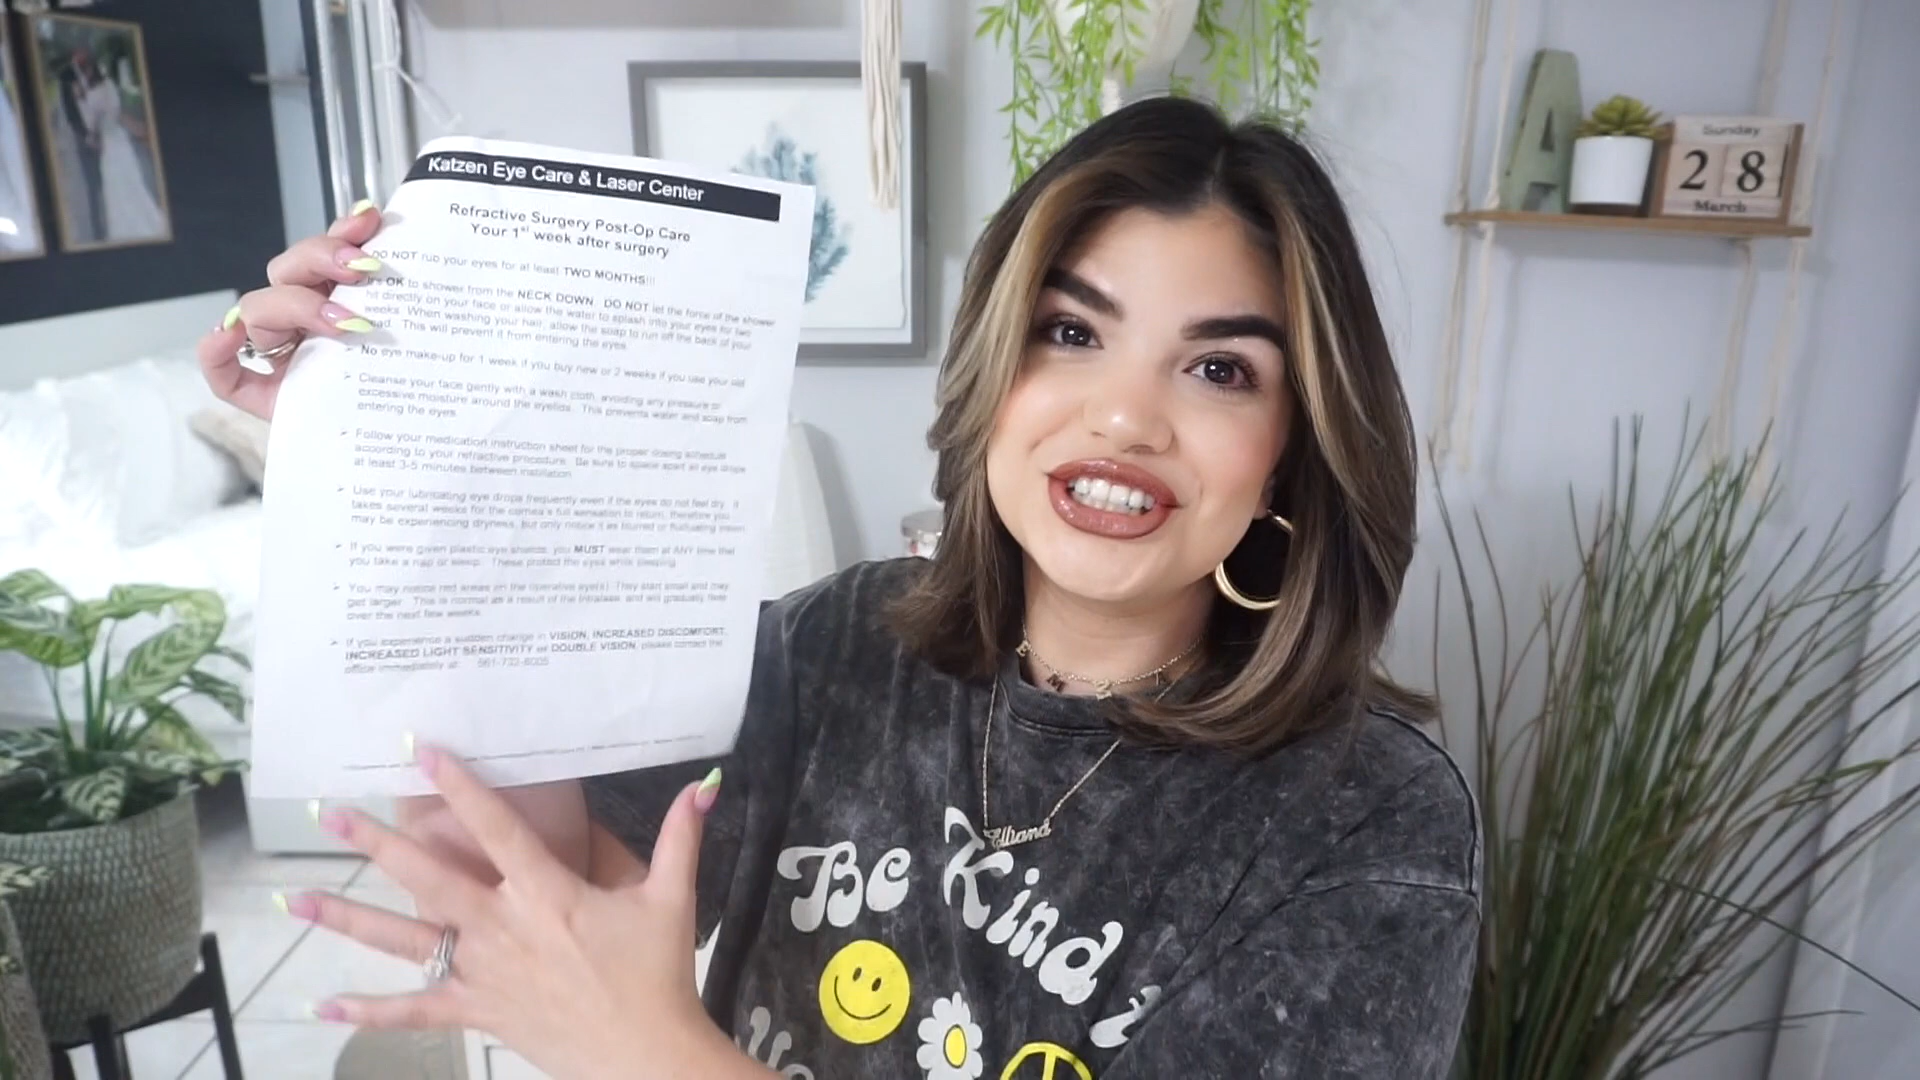 Katzen Eye Care & Laser Center
Refractive Surgery Post-Op Care
Your 1st week after surgery
DO NOT rub your eyes for at least TWO MONTHS!!!
It's OK to shower from the NECK DOWN. DO NOT let the force of the shower
hit directly on your face or allow the water to splash into your eyes for two
weeks. When washing your hair, allow the soap to run off the back of your
head. This will prevent it from entering the eyes.
No eye make-up for 1 week if you buy new or 2 weeks if you use your old
Cleanse your face gently with a wash cloth, avoiding any pressure or
excessive moisture around the eyelids. This prevents water and soap from
entering the eyes.
Follow your medication instruction sheet for the proper dosing schedule
according to your refractive procedure. Be sure to space apart all eye drops
at least 3-5 minutes between instillation.
Use your lubricating eye drops frequently even if the eyes do not feel dry. It
takes several weeks for the cornea's full sensation to return, therefore you
may be experiencing dryness, but only notice it as blurred or fluctuating vision.
If you were given plastic eye shields, you MUST wear them at ANY time that
you take a nap or sleep. These protect the eyes while sleeping.
You may notice red areas on the operative eye(s). They start small and may
get larger. This is normal as a result of the Intralase, and will gradually
over the next few weeks.
If you experience a sudden change in VISION, INCREASED DISCOMFORT,
INCREASED LIGHT SENSITIVITY or DOUBLE VISION, please contact the
office immediately at: 561-732-8005
A
Sunday
28
March
EMMA
Be Kind